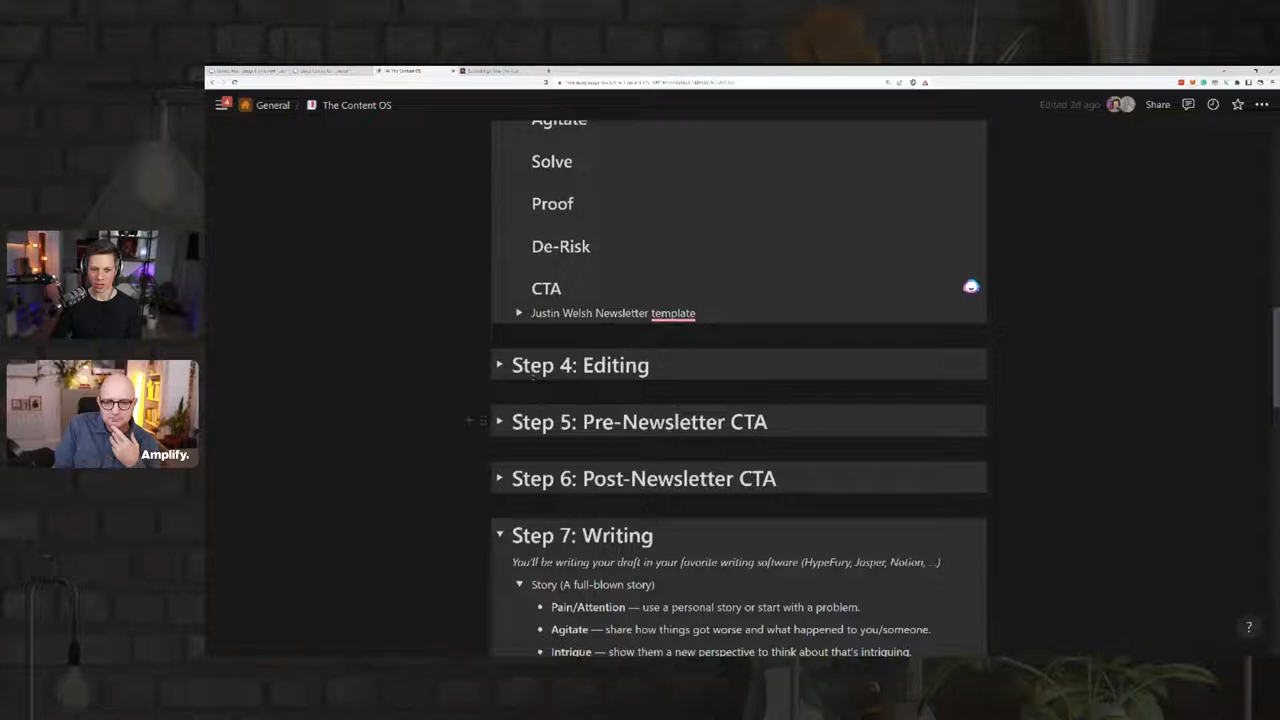 4
General / The Content OS
Edited 2d ago
Share
Agitate
Solve
Proof
De-Risk
CTA
Justin Welsh Newsletter template
Step 4: Editing
Step 5: Pre-Newsletter CTA
Step 6: Post-Newsletter CTA
Step 7: Writing
You'll be writing your draft in your favorite writing software (HypeFury, Jasper, Notion, ...)
Story (A full-blown story)
Pain/Attention — use a personal story or start with a problem.
Agitate — share how things got worse and what happened to you/someone.
Intrigue — show them a new perspective to think about that's intriguing.
?
Amplify.